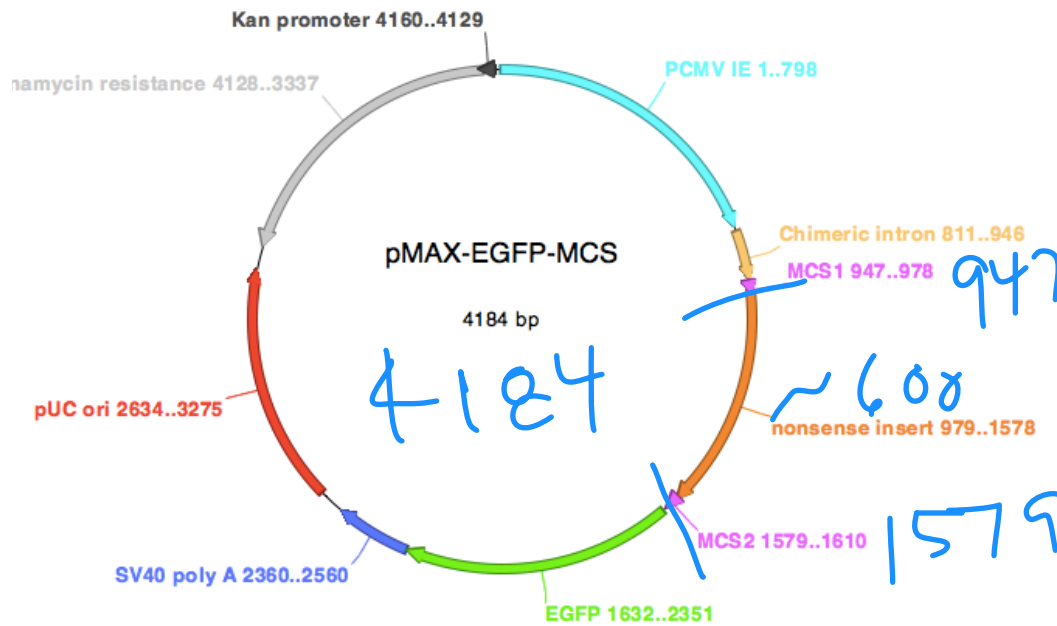 Kan promoter 4160..4129
namycin resistance 4128..3337
PCMV IE 1..798
Chimeric intron 811..946
MCS1 947..978
947
pMAX-EGFP-MCS
4184 bp
4184
~600
nonsense insert 979..1578
pUC ori 2634..3275
MCS2 1579..1610
1579
SV40 poly A 2360..2560
EGFP 1632..2351